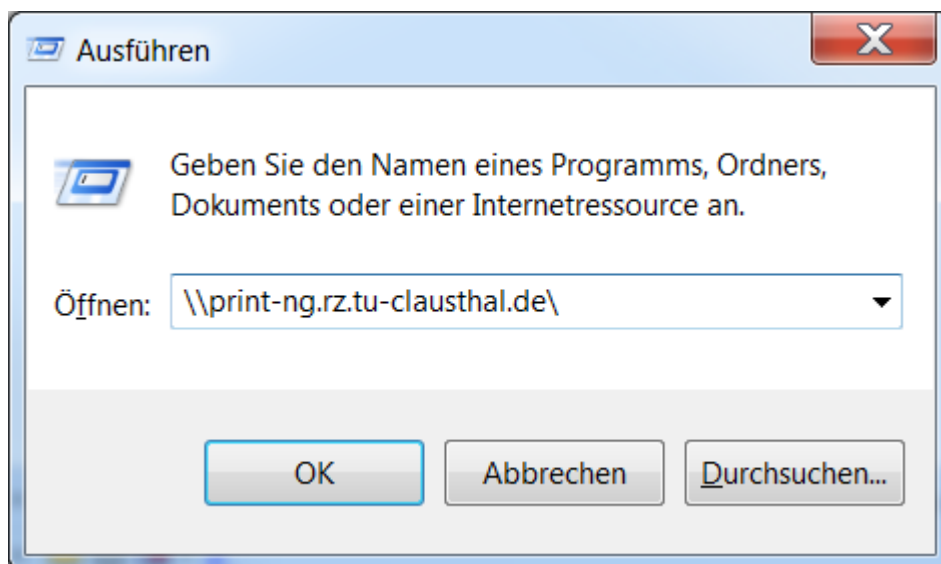 Ausführen
Geben Sie den Namen eines Programms, Ordners,
Dokuments oder einer Internetressource an.
Öffnen: \\print-ng.rz.tu-clausthal.de\
OK Abbrechen Durchsuchen...